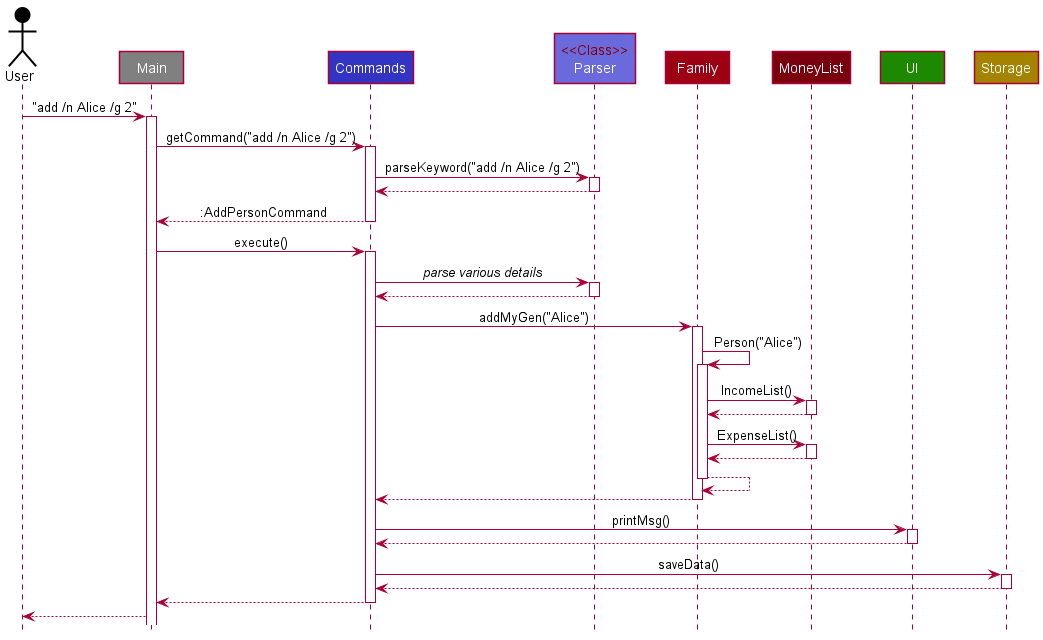 User
Main
Commands
<<Class>>
Parser
Family
MoneyList
UI
Storage
"add /n Alice /g 2"
getCommand("add /n Alice /g 2")
parseKeyword("add /n Alice /g 2")
:AddPersonCommand
execute()
parse various details
addMyGen("Alice")
Person("Alice")
IncomeList()
ExpenseList()
printMsg()
saveData()